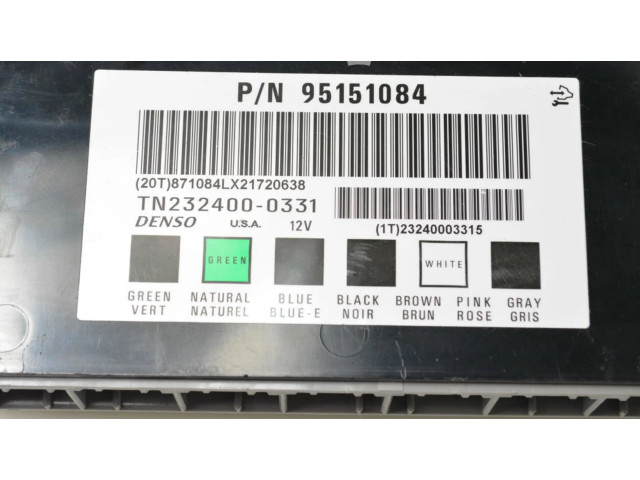 P/N 95151084
(20T)871084LX21720638
TN232400-0331
DENSO U.S.A. 12V
(1T)23240003315
GREEN WHITE
GREEN NATURAL BLUE BLACK BROWN PINK GRAY
VERT NATUREL BLUE-E NOIR BRUN ROSE GRIS